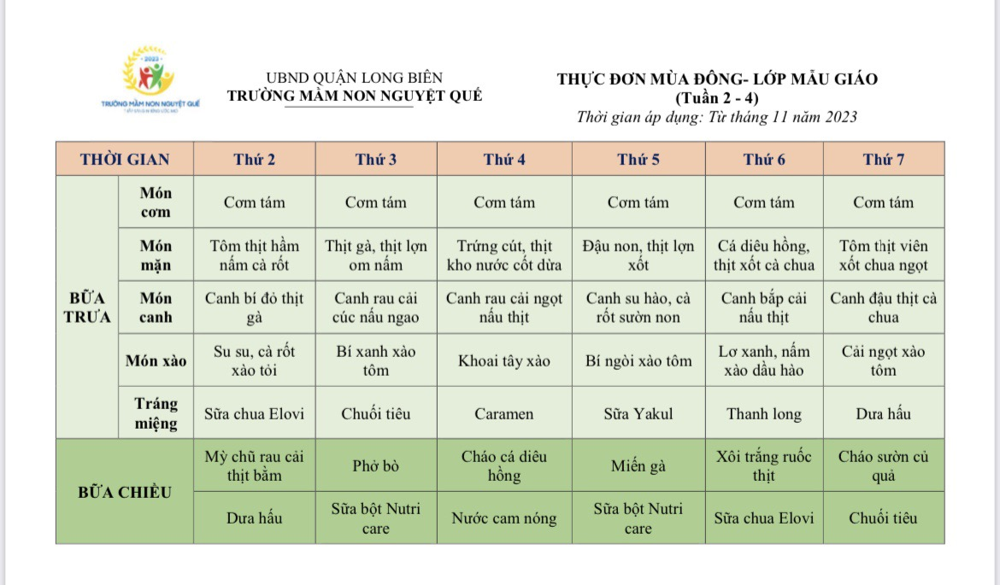 2023
TRƯỜNG MẦM NON NGUYỆT QUẾ
UBND QUẬN LONG BIÊN
TRƯỜNG MẦM NON NGUYỆT QUẾ
THỰC ĐƠN MÙA ĐÔNG- LỚP MẪU GIÁO
(Tuần 2 - 4)
Thời gian áp dụng: Từ tháng 11 năm 2023
THỜI GIAN Thứ 2 Thứ 3 Thứ 4 Thứ 5 Thứ 6 Thứ 7
BỮA
TRƯA
Món
cơm
Cơm tám Cơm tám Cơm tám Cơm tám Cơm tám Cơm tám
Món
mặn
Tôm thịt hầm
nấm cà rốt
Thịt gà, thịt lợn
om nấm
Trứng cút, thịt
kho nước cốt dừa
Đậu non, thịt lợn
xốt
Cá diêu hồng,
thịt xốt cà chua
Tôm thịt viên
xốt chua ngọt
Món
canh
Canh bí đỏ thịt
gà
Canh rau cải
cúc nấu ngao
Canh rau cải ngọt
nấu thịt
Canh su hào, cà
rốt sườn non
Canh bắp cải
nấu thịt
Canh đậu thịt cà
chua
Món xào
Su su, cà rốt
xào tỏi
Bí xanh xào
tôm
Khoai tây xào
Bí ngòi xào tôm
Lơ xanh, nấm
xào dầu hào
Cải ngọt xào
tôm
Tráng
miệng
Sữa chua Elovi Chuối tiêu Caramen Sữa Yakul Thanh long Dưa hấu
BỮA CHIỀU
Mỳ chũ rau cải
thịt bằm
Phở bò
Cháo cá diêu
hồng
Miến gà
Xôi trắng ruốc
thịt
Cháo sườn củ
quả
Dưa hấu
Sữa bột Nutri
care
Nước cam nóng
Sữa bột Nutri
care
Sữa chua Elovi
Chuối tiêu